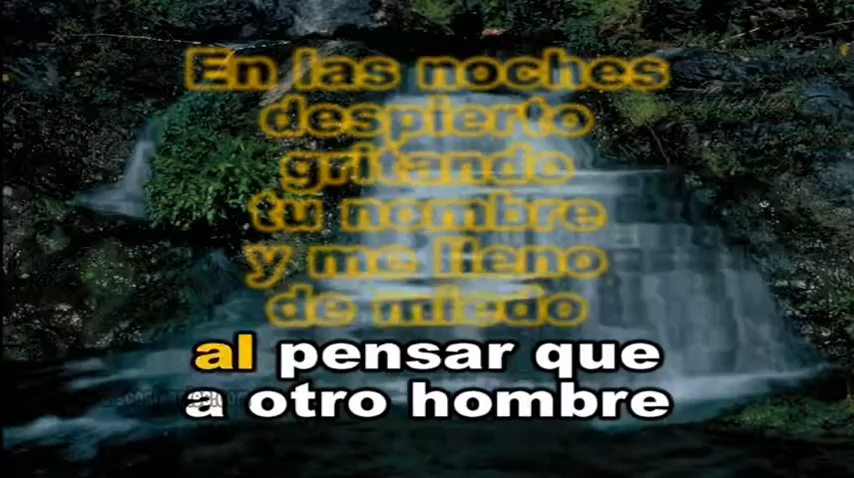 En las noches
despierto
gritando
tu nombre
y me lleno
de miedo
al pensar que
a otro hombre